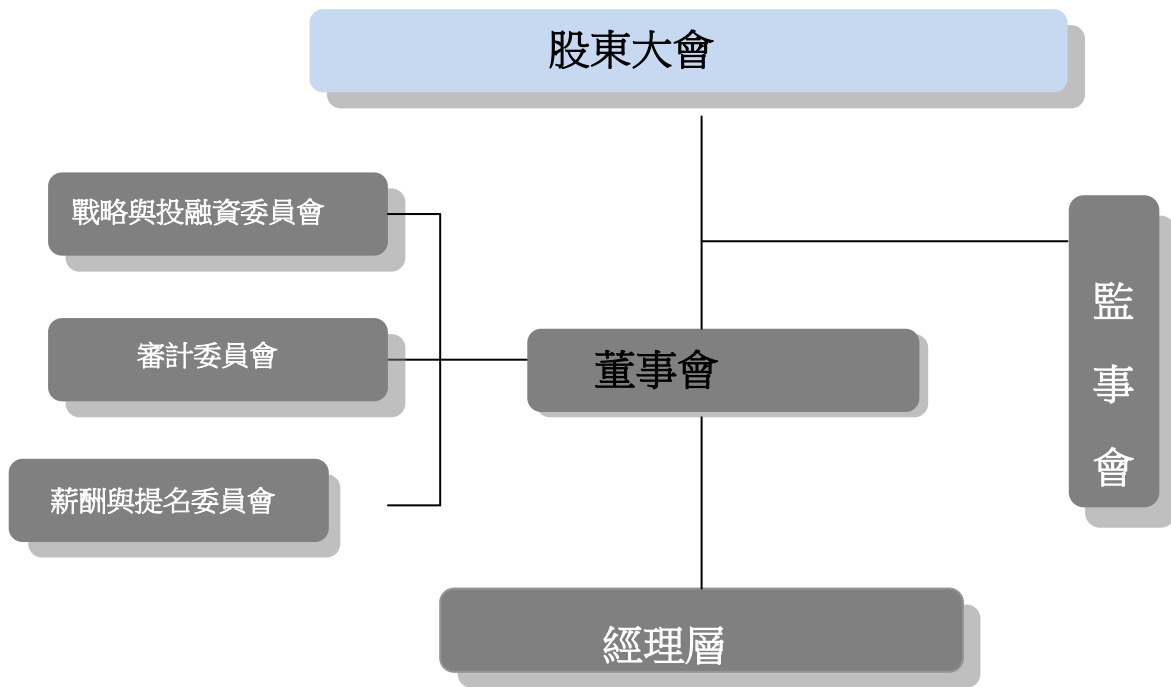 股東大會
戰略與投融資委員會
審計委員會
董事會
監事會
薪酬與提名委員會
經理層